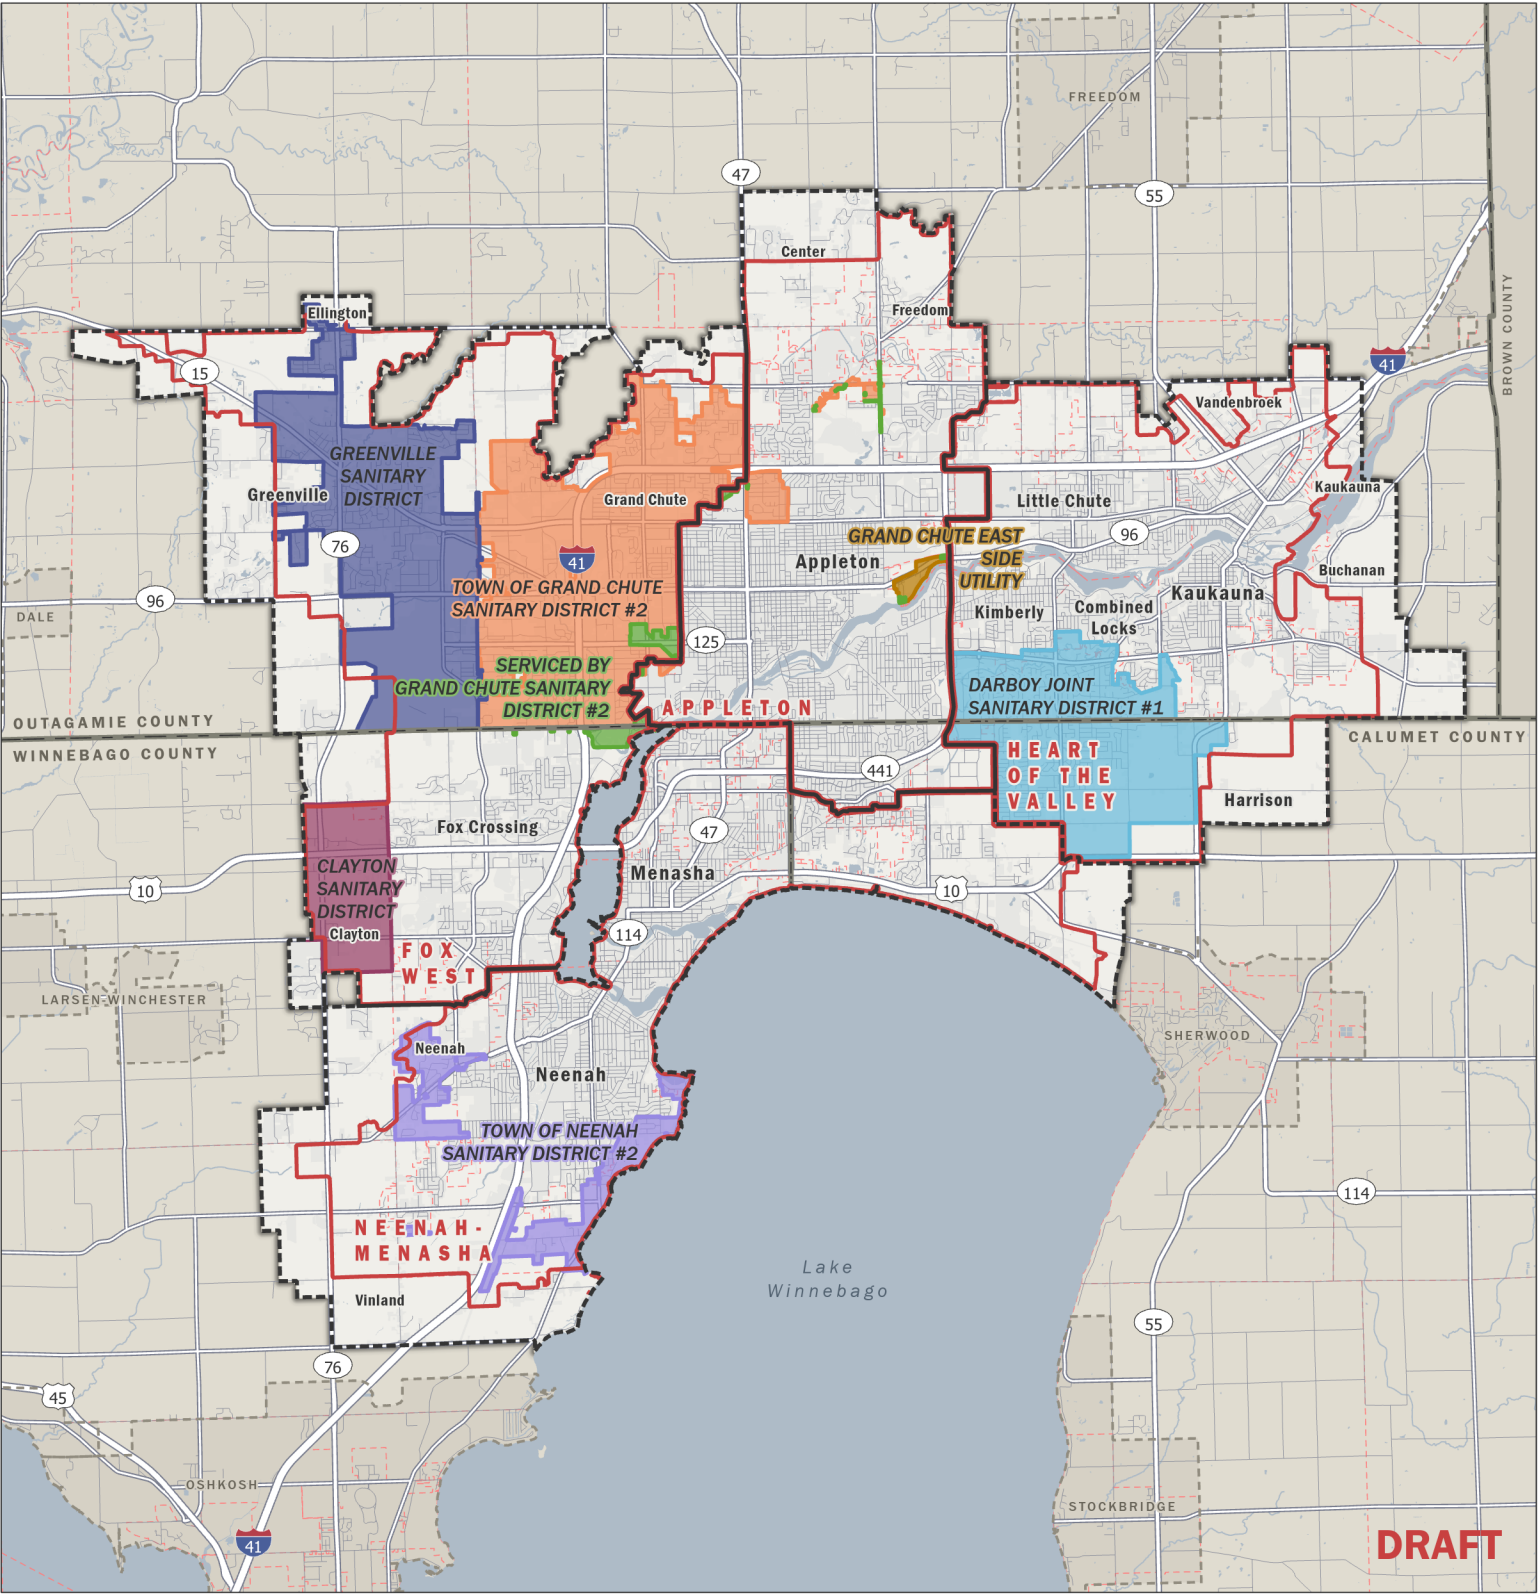 FREEDOM
47
55
Center
BROWN COUNTY
Ellington
Freedom
41
15
Vandenbroek
GREENVILLE
SANITARY
DISTRICT
Greenville
Grand Chute
Little Chute
Kaukauna
76
41
Appleton
GRAND CHUTE EAST
SIDE
UTILITY
96
Buchanan
TOWN OF GRAND CHUTE
SANITARY DISTRICT #2
96
DALE
Kimberly
Combined
Locks
Kaukauna
125
SERVICED BY
GRAND CHUTE SANITARY
DISTRICT #2
APPLETON
DARBOY JOINT
SANITARY DISTRICT #1
OUTAGAMIE COUNTY
WINNEBAGO COUNTY
CALUMET COUNTY
HEART
OF THE
VALLEY
441
Harrison
Fox Crossing
47
Menasha
CLAYTON
SANITARY
DISTRICT
Clayton
10
10
114
FOX
WEST
LARSEN-WINCHESTER
SHERWOOD
Neenah
Neenah
TOWN OF NEENAH
SANITARY DISTRICT #2
114
NEENAH-
MENASHA
Lake
Winnebago
Vinland
55
76
45
OSHKOSH
STOCKBRIDGE
41
DRAFT